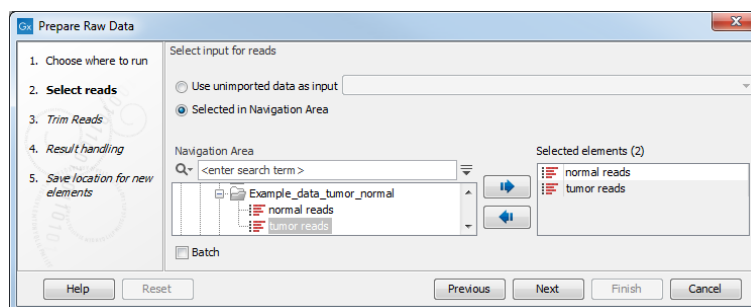 Gx Prepare Raw Data
Select input for reads
1. Choose where to run
2. Select reads
3. Trim Reads
4. Result handling
5. Save location for new
elements
Use unimported data as input
Selected in Navigation Area
Navigation Area
<enter search term>
Example_data_tumor_normal
normal reads
tumor reads
Batch
Selected elements (2)
normal reads
tumor reads
Help
Reset
Previous
Next
Finish
Cancel